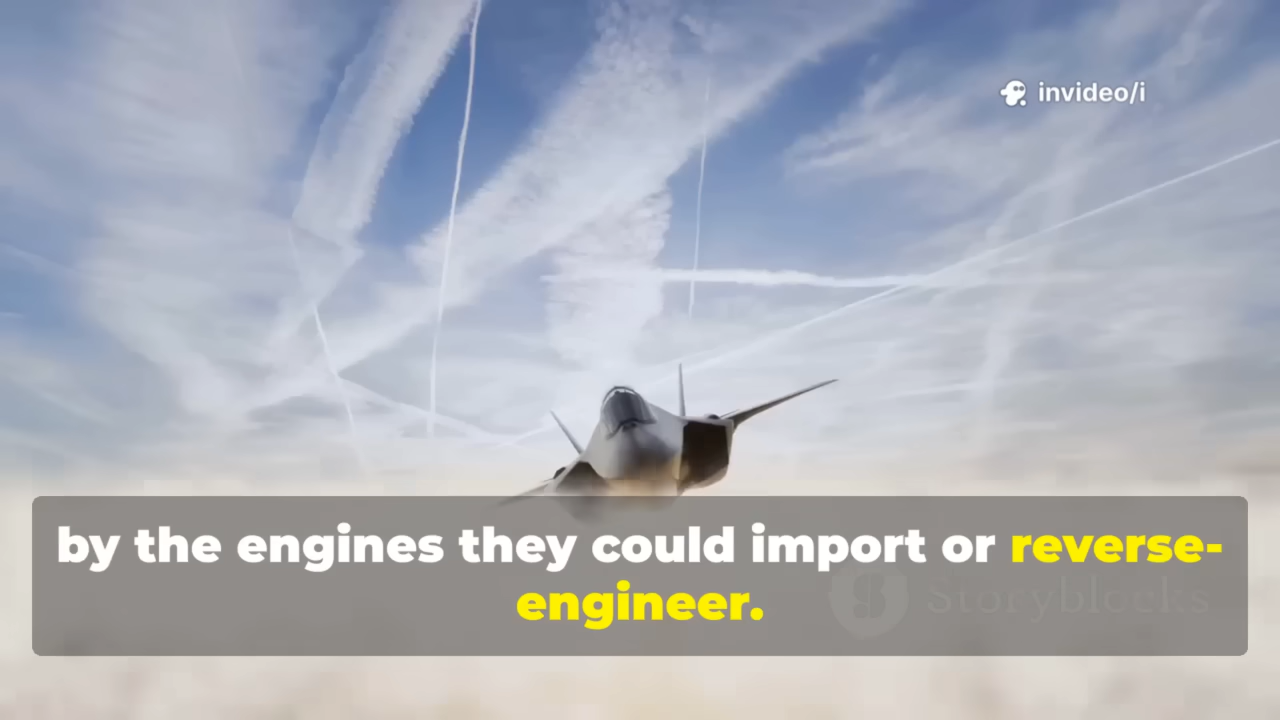 invideo/i
by the engines they could import or reverse-
engineer.
Storyblocks